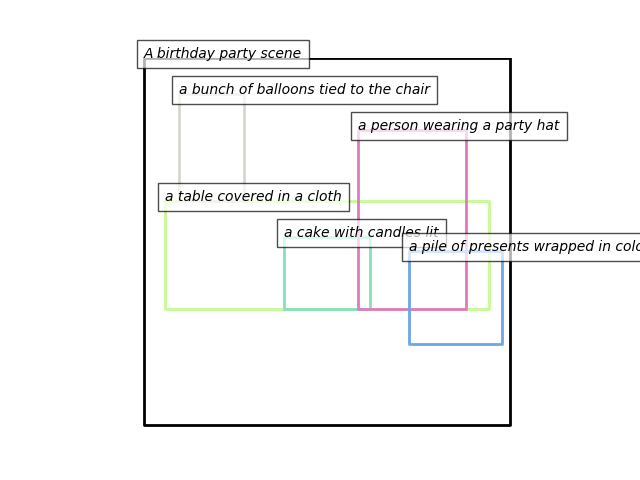 A birthday party scene
a bunch of balloons tied to the chair
a person wearing a party hat
a table covered in a cloth
a cake with candles lit
a pile of presents wrapped in